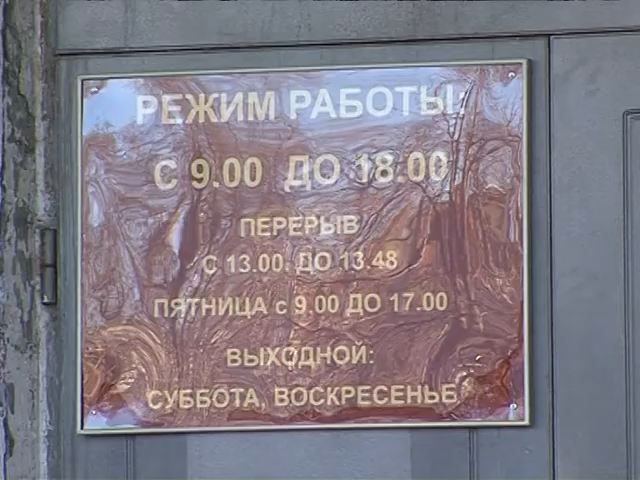 РЕЖИМ РАБОТЫ:
С 9.00 ДО 18.00
ПЕРЕРЫВ
С 13.00. ДО 13.48
ПЯТНИЦА с 9.00 ДО 17.00
ВЫХОДНОЙ:
СУББОТА, ВОСКРЕСЕНЬЕ